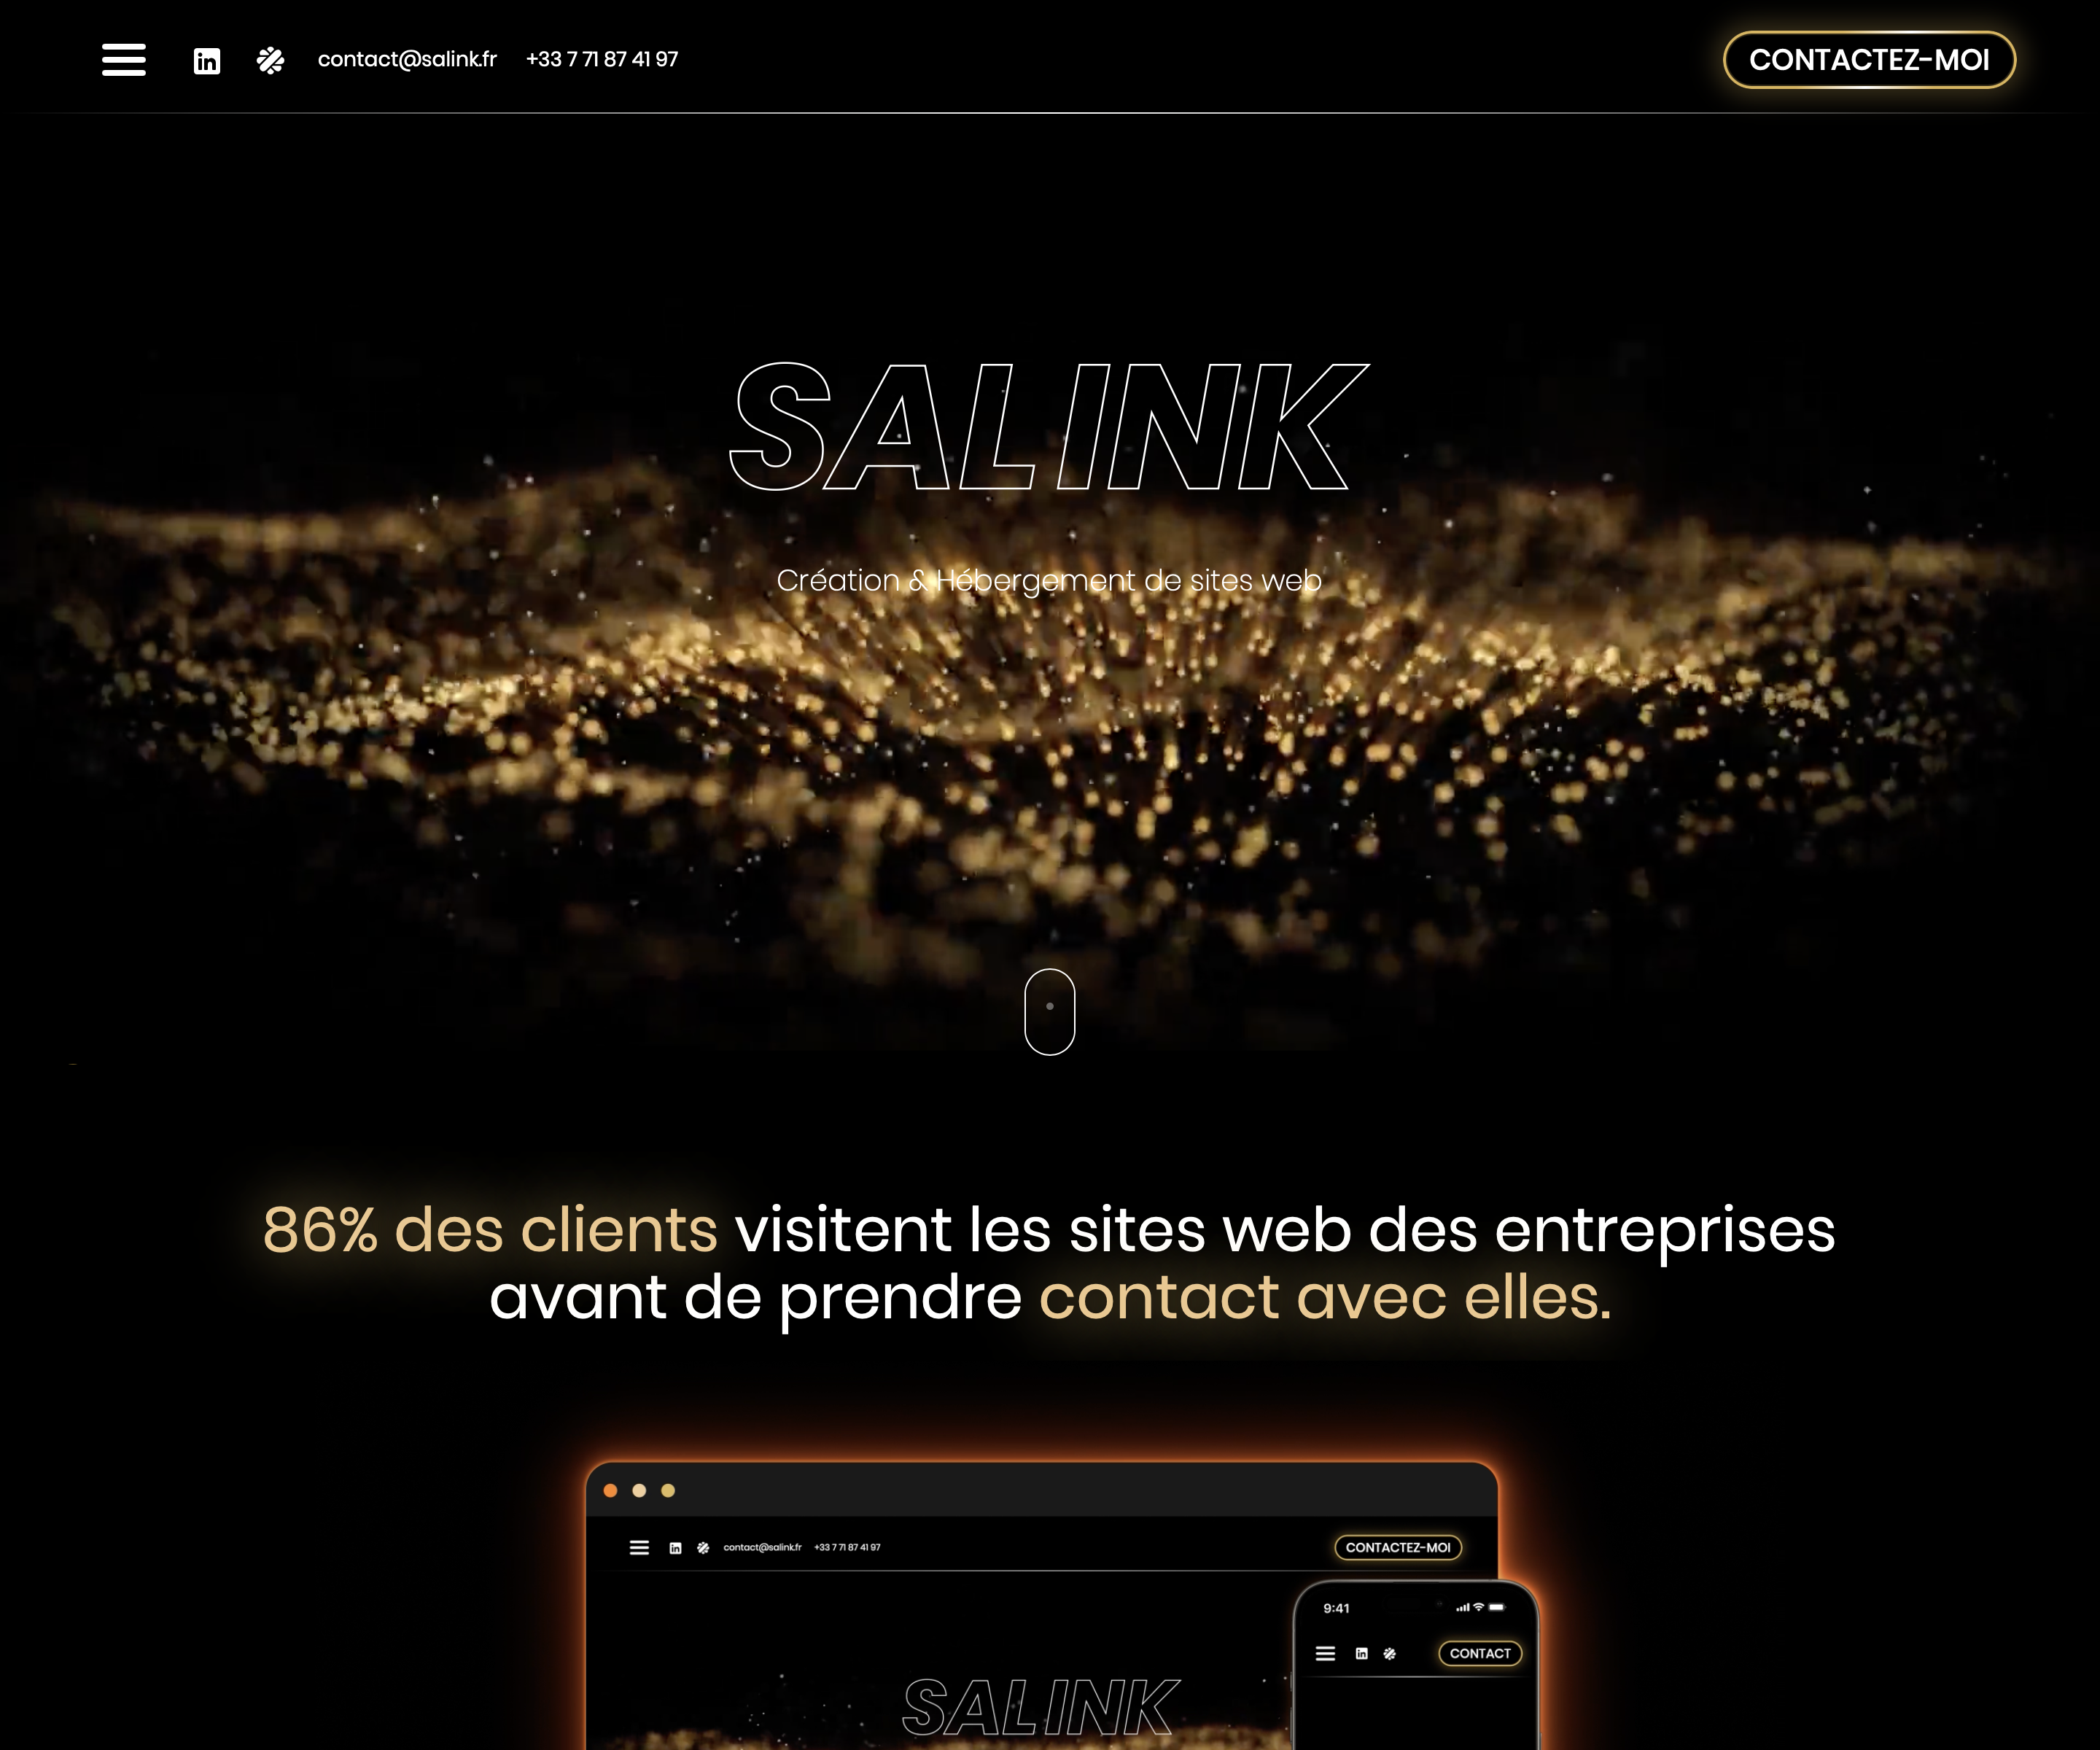 contact@salink.fr +33 7 71 87 41 97 CONTACTEZ-MOI
SALINK
Création & Hébergement de sites web
86% des clients visitent les sites web des entreprises
avant de prendre contact avec elles.
contact@salink.fr +33 7 71 87 41 97 CONTACTEZ-MOI
9:41
CONTACT
SALINK